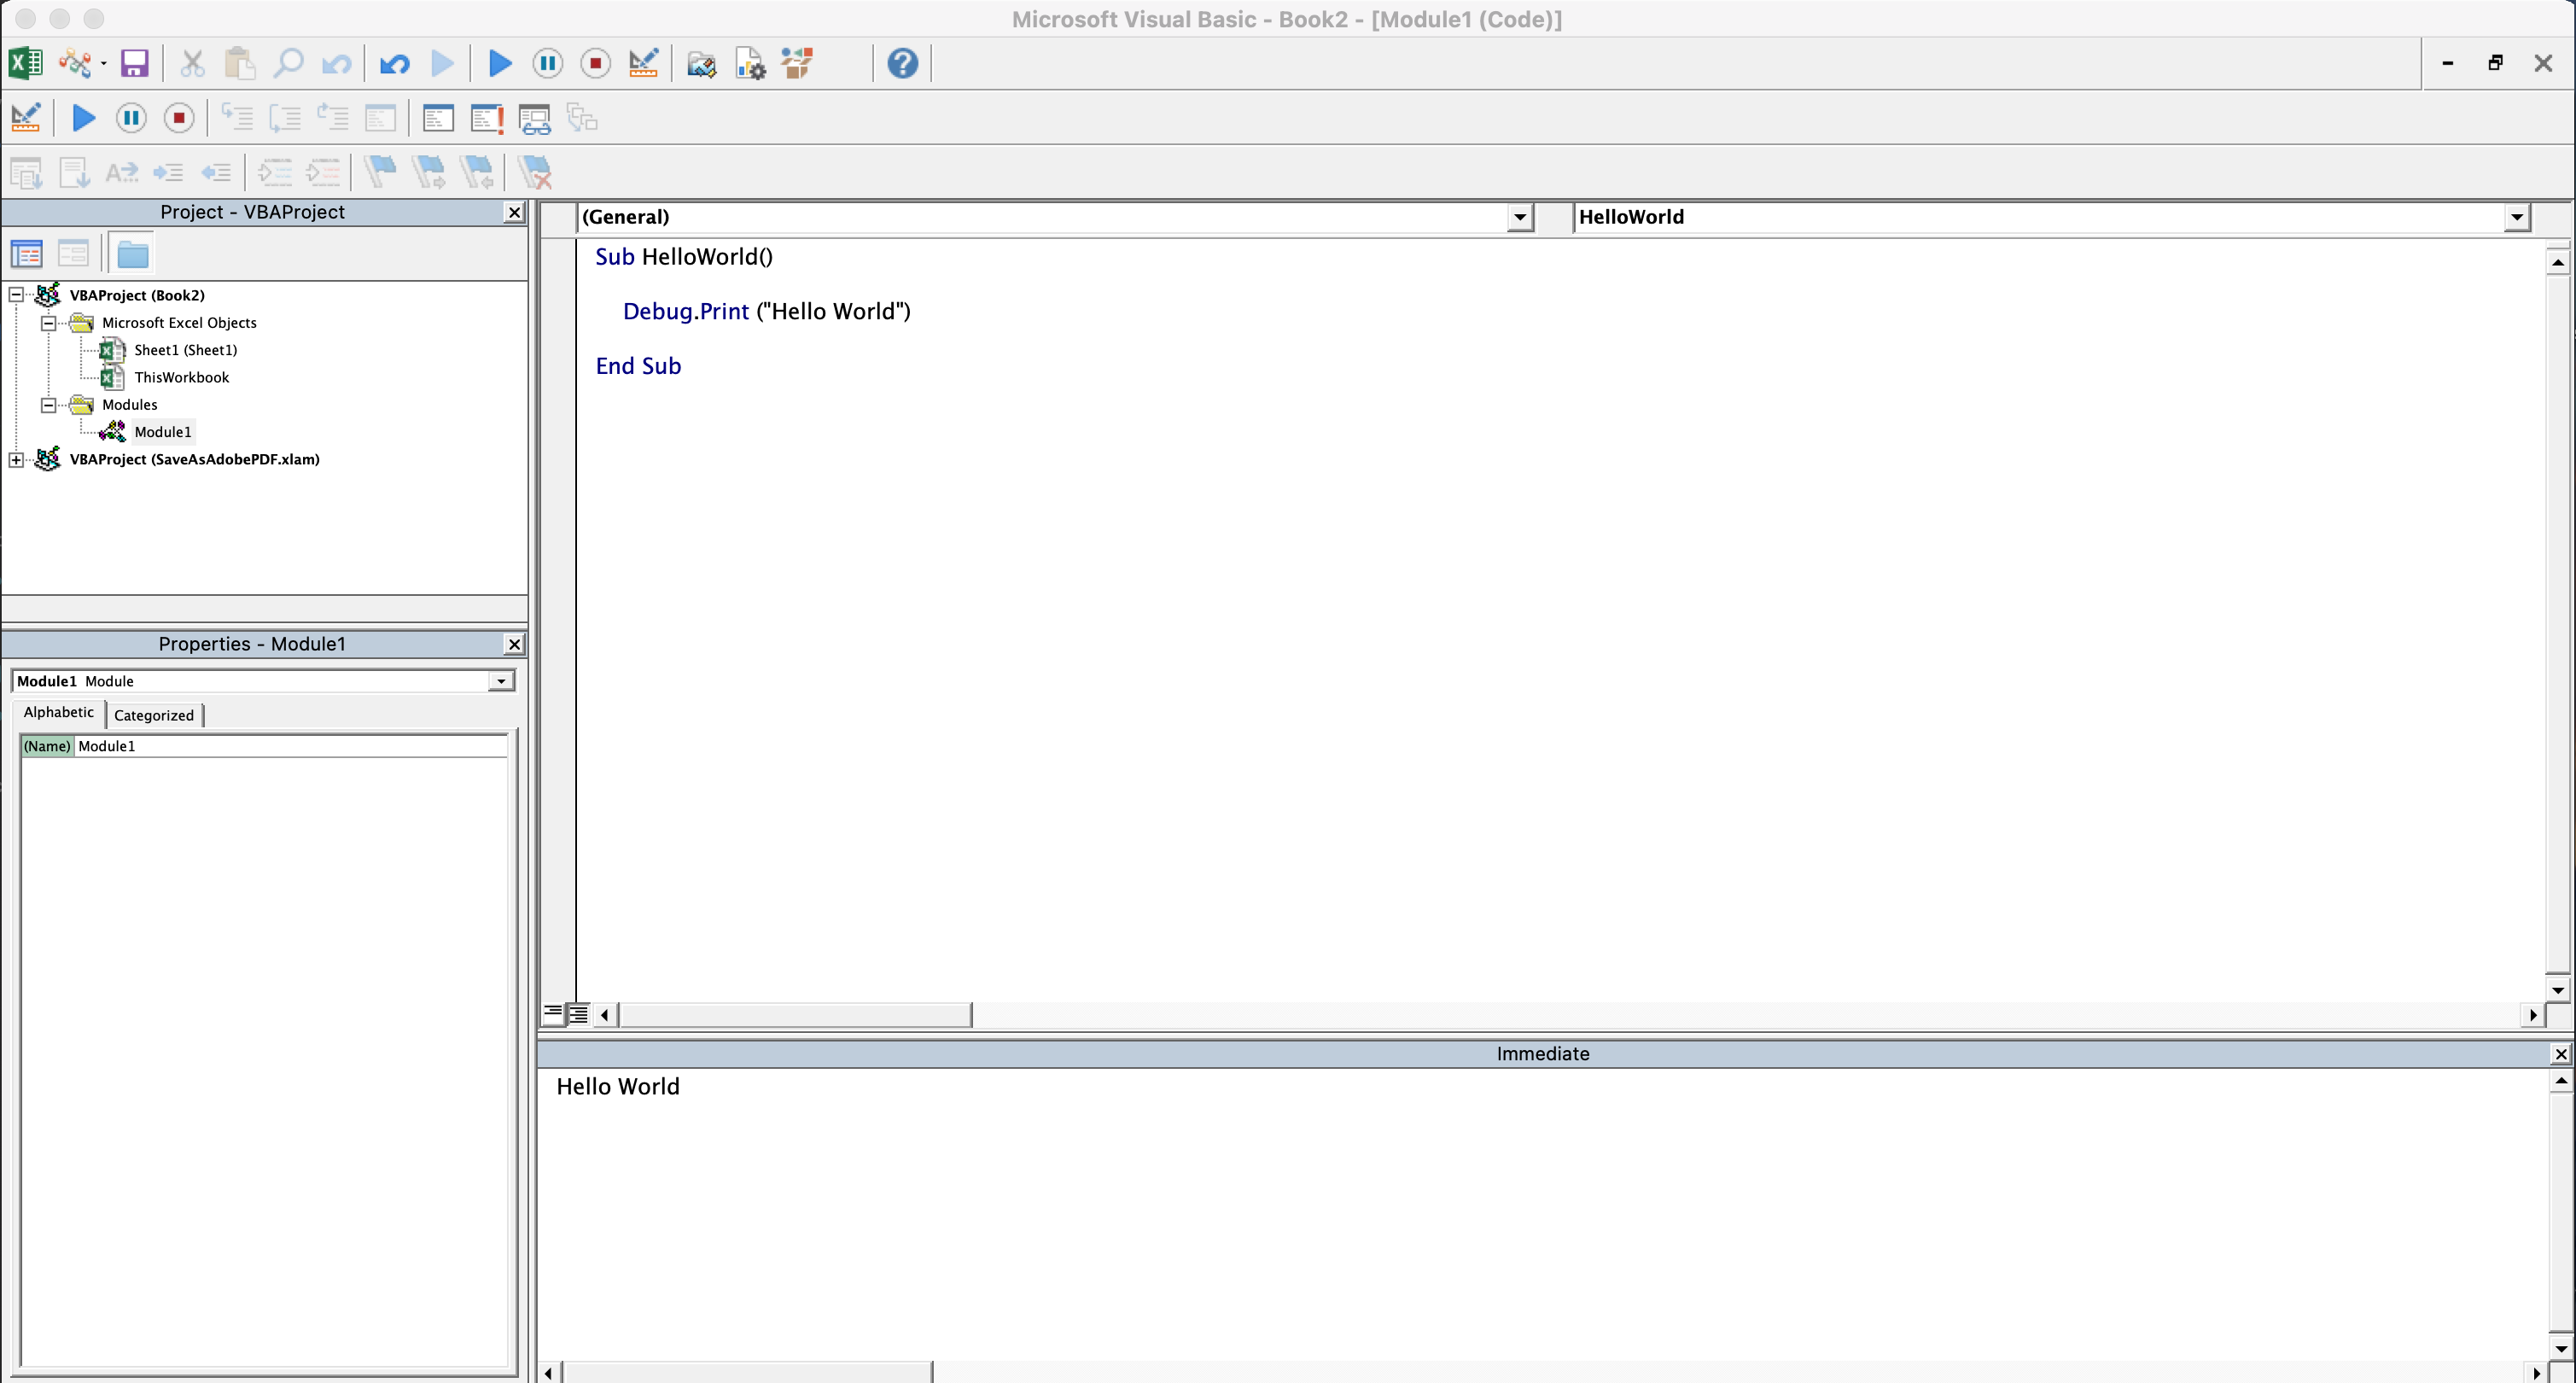 Microsoft Visual Basic - Book2 - [Module1 (Code)]
Project - VBAProject
VBAProject (Book2)
Microsoft Excel Objects
Sheet1 (Sheet1)
ThisWorkbook
Modules
Module1
VBAProject (SaveAsAdobePDF.xlam)
Properties - Module1
Module1 Module
Alphabetic Categorized
(Name) Module1
(General) HelloWorld
Sub HelloWorld()
Debug.Print ("Hello World")
End Sub
Immediate
Hello World